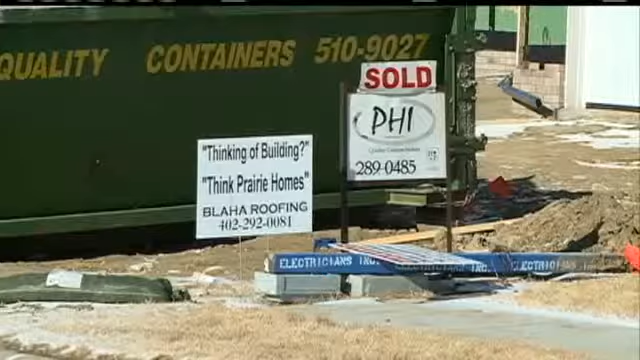 QUALITY CONTAINERS 510-9027
SOLD
PHI
289-0485
"Thinking of Building?"
"Think Prairie Homes"
BLAHA ROOFING
402-292-0081
ELECTRICIANS INC.
INC. ELECTRICIANS